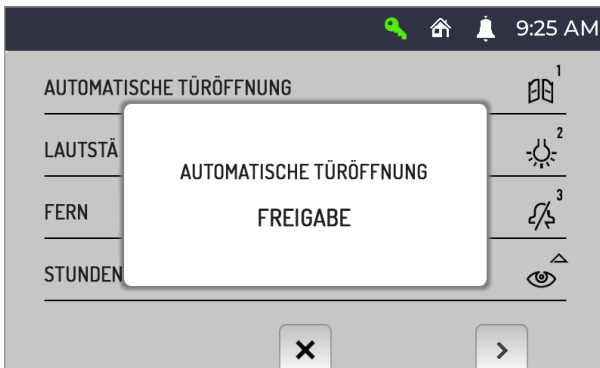 9:25 AM
AUTOMATISCHE TÜRÖFFNUNG
1
LAUTSTÄ
2
AUTOMATISCHE TÜRÖFFNUNG
FREIGABE
FERN
3
STUNDEN